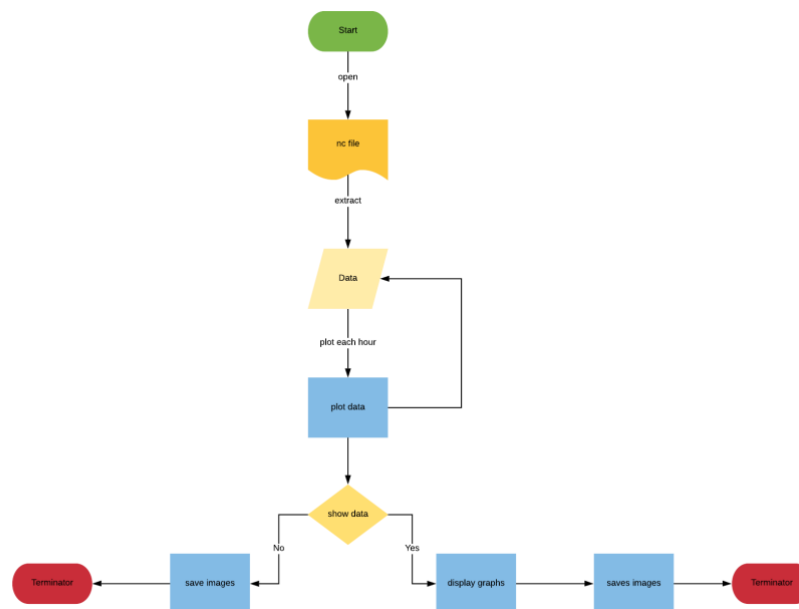 Start
open
nc file
extract
Data
plot each hour
plot data
show data
No
Yes
Terminator
save images
display graphs
saves images
Terminator